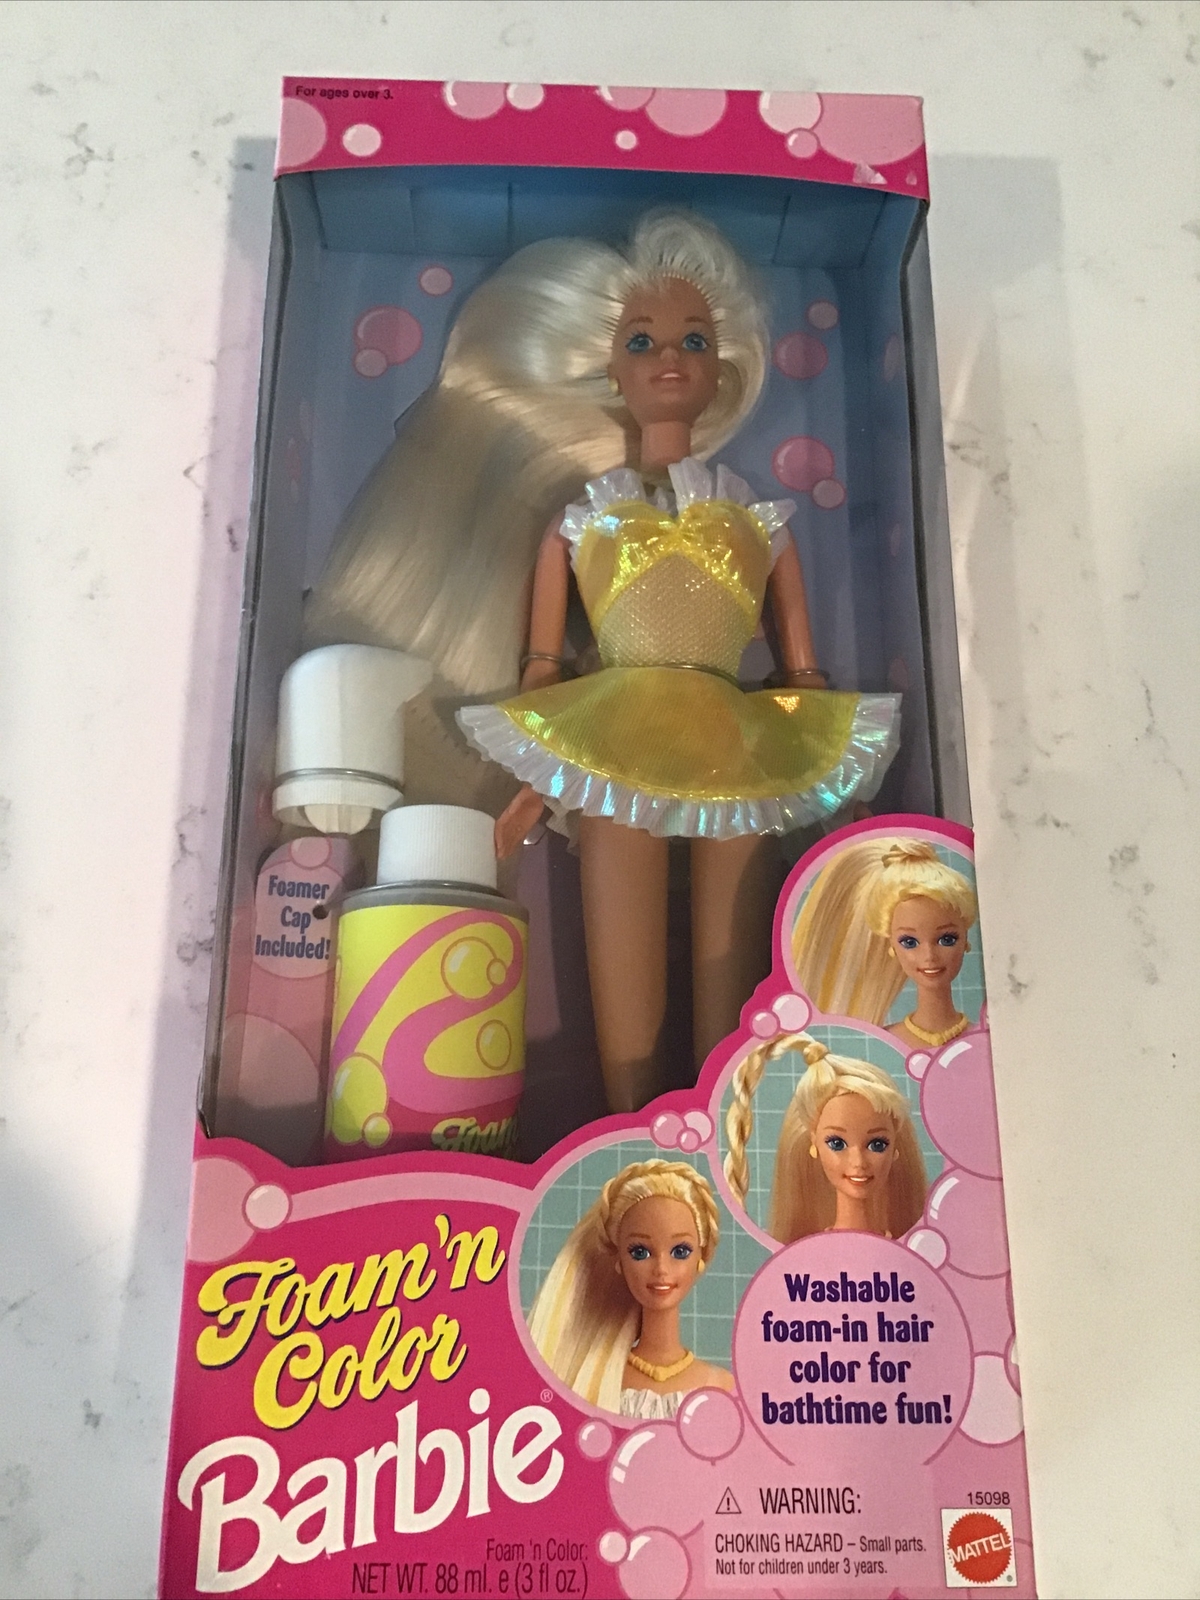 For ages over 3.
Foamer
Cap
Included!
Foam
Foam 'n
Color
Barbie®
Washable
foam-in hair
color for
bathtime fun!
Foam 'n Color:
NET WT. 88 ml. e (3 fl oz.)
⚠ WARNING:
CHOKING HAZARD – Small parts.
Not for children under 3 years.
15098
MATTEL
®